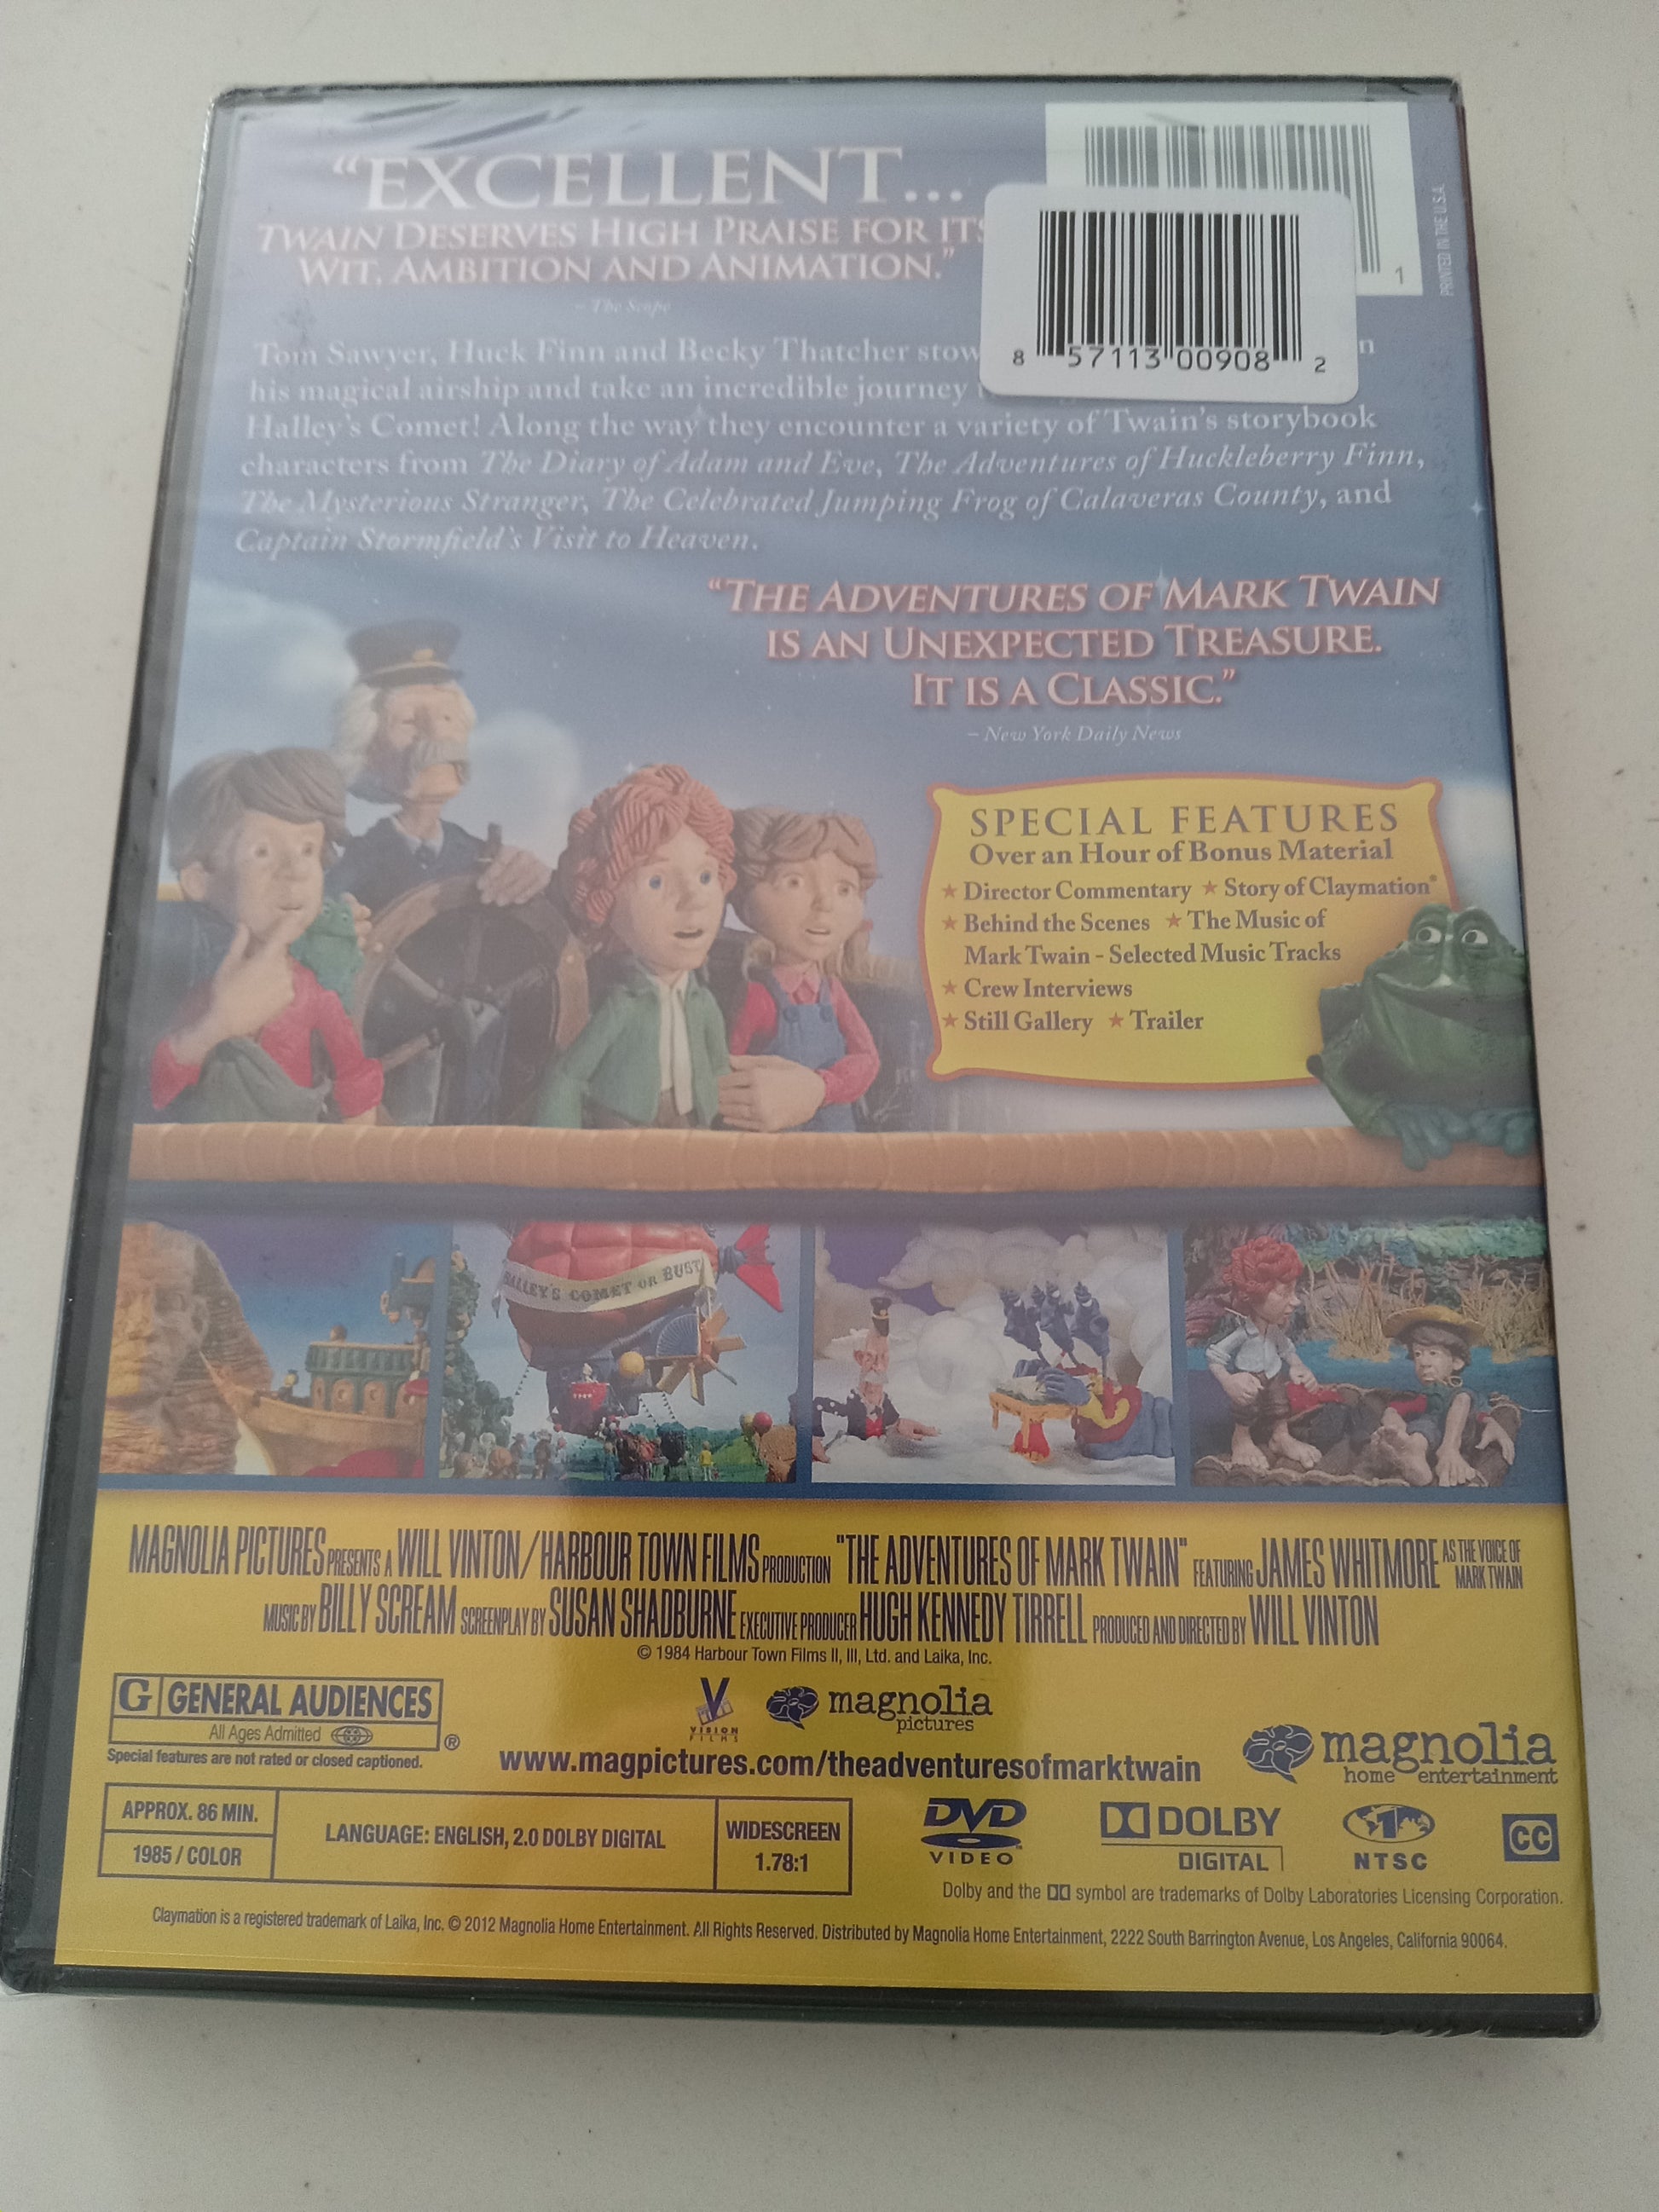 “EXCELLENT...
TWAIN DESERVES HIGH PRAISE FOR ITS
WIT, AMBITION AND ANIMATION.”
– The Scope
1
PRINTED IN THE U.S.A.
8 57113 00908 2
Tom Sawyer, Huck Finn and Becky Thatcher stow
his magical airship and take an incredible journey
Halley's Comet! Along the way they encounter a variety of Twain's storybook
characters from The Diary of Adam and Eve, The Adventures of Huckleberry Finn,
The Mysterious Stranger, The Celebrated Jumping Frog of Calaveras County, and
Captain Stormfield's Visit to Heaven.
“THE ADVENTURES OF MARK TWAIN
IS AN UNEXPECTED TREASURE.
IT IS A CLASSIC.”
– New York Daily News
SPECIAL FEATURES
Over an Hour of Bonus Material
★ Director Commentary ★ Story of Claymation®
★ Behind the Scenes ★ The Music of
Mark Twain - Selected Music Tracks
★ Crew Interviews
★ Still Gallery ★ Trailer
HALLEY'S COMET OR BUST
MAGNOLIA PICTURES PRESENTS A WILL VINTON/HARBOUR TOWN FILMS PRODUCTION "THE ADVENTURES OF MARK TWAIN" FEATURING JAMES WHITMORE AS THE VOICE OF MARK TWAIN
MUSIC BY BILLY SCREAM SCREENPLAY BY SUSAN SHADBURNE EXECUTIVE PRODUCER HUGH KENNEDY TIRRELL PRODUCED AND DIRECTED BY WILL VINTON
© 1984 Harbour Town Films II, III, Ltd. and Laika, Inc.
G GENERAL AUDIENCES
All Ages Admitted
®
Special features are not rated or closed captioned.
V VISION FILMS
magnolia pictures
www.magpictures.com/theadventuresofmarktwain
magnolia
home entertainment
APPROX. 86 MIN.
1985 / COLOR
LANGUAGE: ENGLISH, 2.0 DOLBY DIGITAL
WIDESCREEN
1.78:1
DVD
VIDEO
DOLBY
DIGITAL
1
NTSC
CC
Dolby and the symbol are trademarks of Dolby Laboratories Licensing Corporation.
Claymation is a registered trademark of Laika, Inc. © 2012 Magnolia Home Entertainment. All Rights Reserved. Distributed by Magnolia Home Entertainment, 2222 South Barrington Avenue, Los Angeles, California 90064.